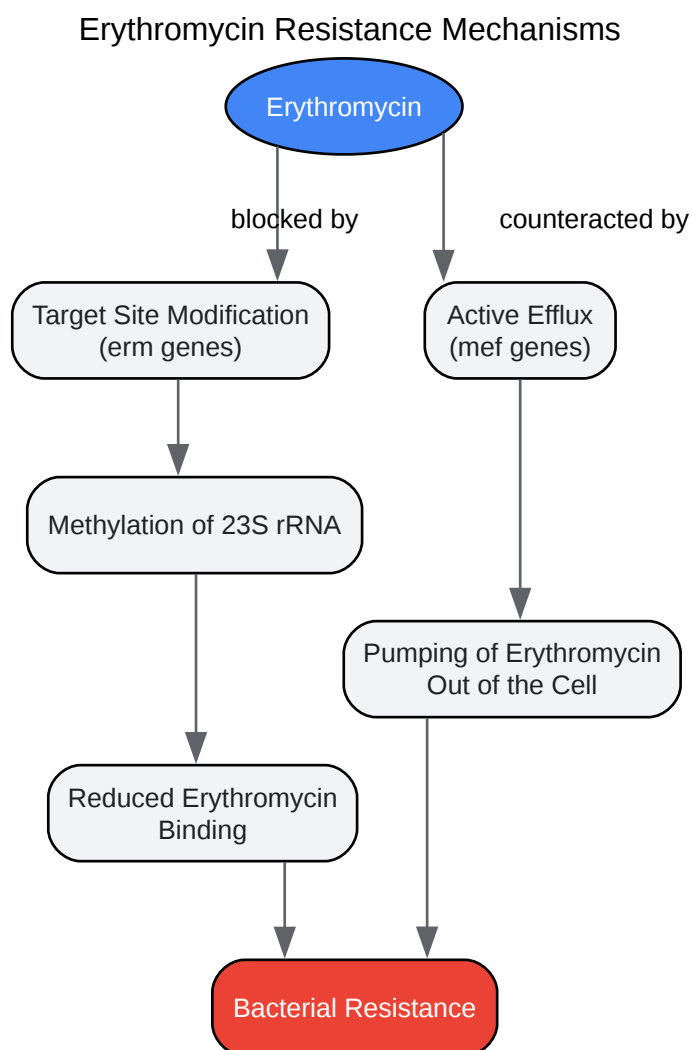 Erythromycin Resistance Mechanisms
Erythromycin
blocked by
counteracted by
Target Site Modification
(erm genes)
Active Efflux
(mef genes)
Methylation of 23S rRNA
Pumping of Erythromycin
Out of the Cell
Reduced Erythromycin
Binding
Bacterial Resistance